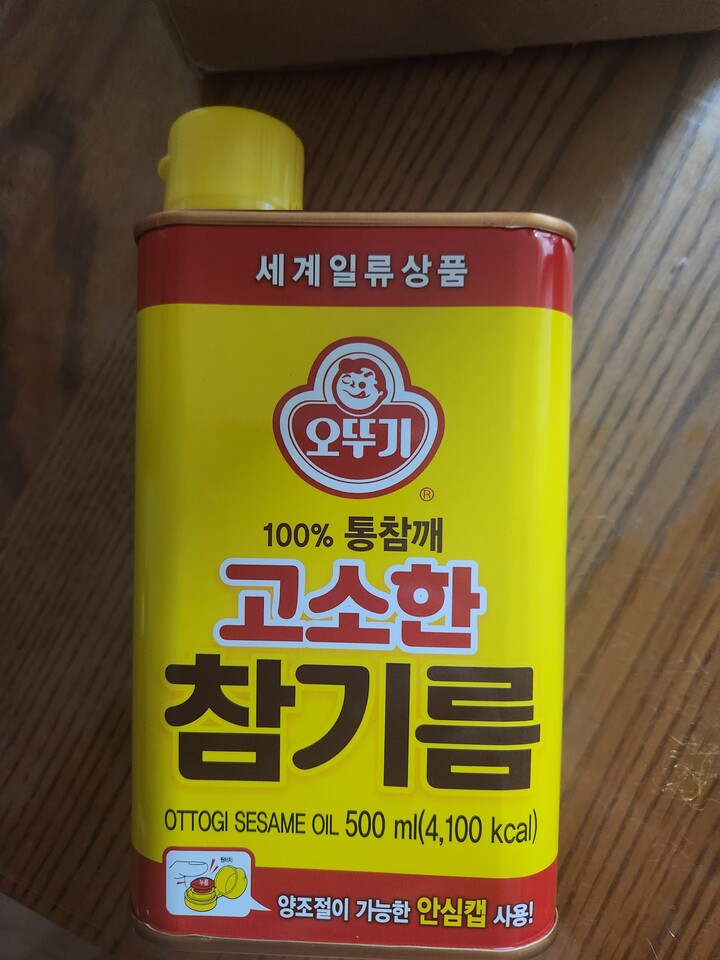 세계일류상품
오뚜기
®
100% 통참깨
고소한
참기름
OTTOGI SESAME OIL 500 ml(4,100 kcal)
누름
양조절이 가능한 안심캡 사용!